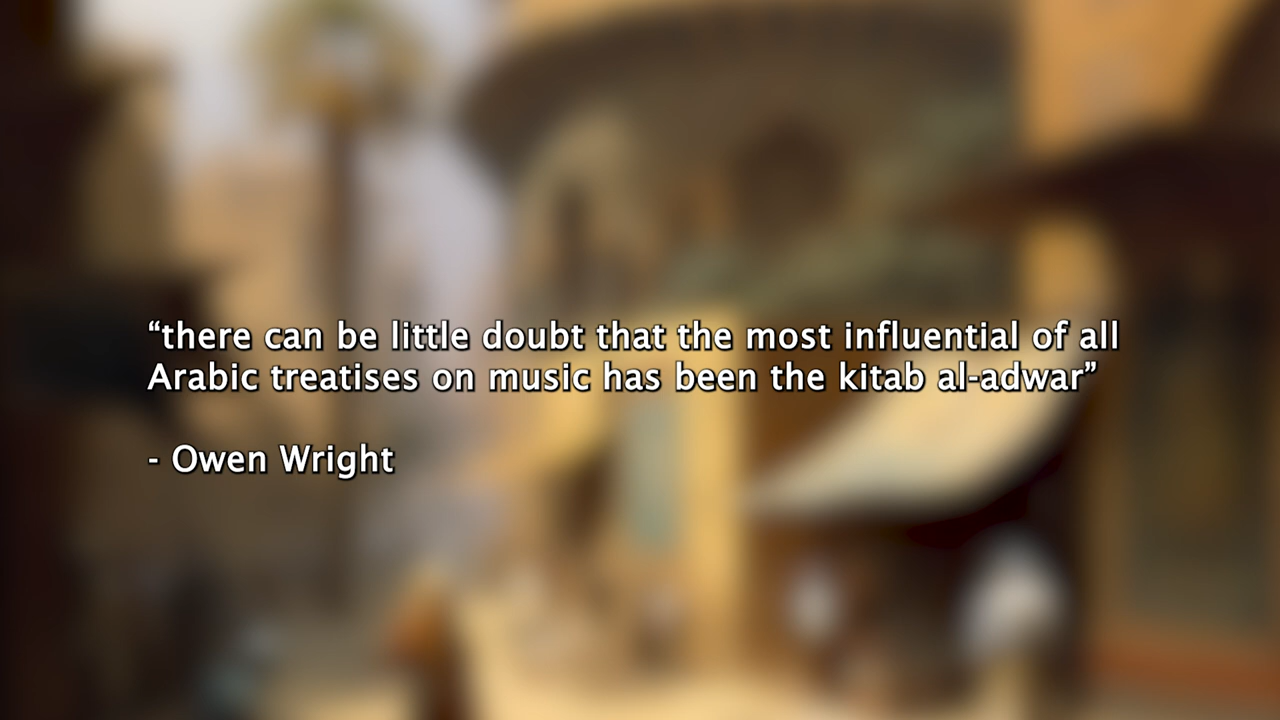 “there can be little doubt that the most influential of all
Arabic treatises on music has been the kitab al-adwar”
- Owen Wright